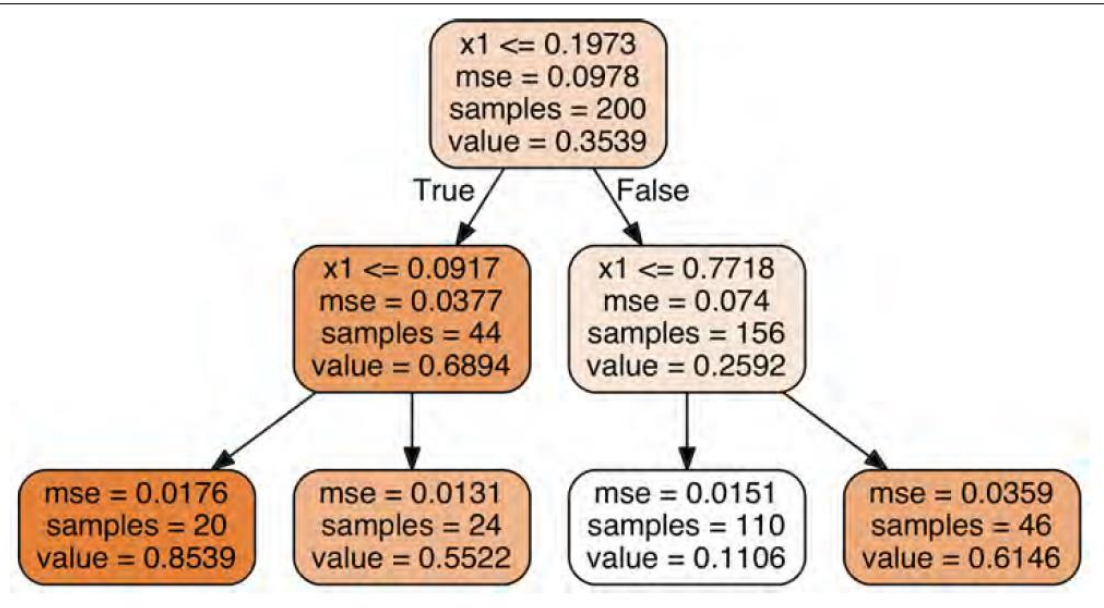 x1 <= 0.1973
mse = 0.0978
samples = 200
value = 0.3539
True
False
x1 <= 0.0917
mse = 0.0377
samples = 44
value = 0.6894
x1 <= 0.7718
mse = 0.074
samples = 156
value = 0.2592
mse = 0.0176
samples = 20
value = 0.8539
mse = 0.0131
samples = 24
value = 0.5522
mse = 0.0151
samples = 110
value = 0.1106
mse = 0.0359
samples = 46
value = 0.6146